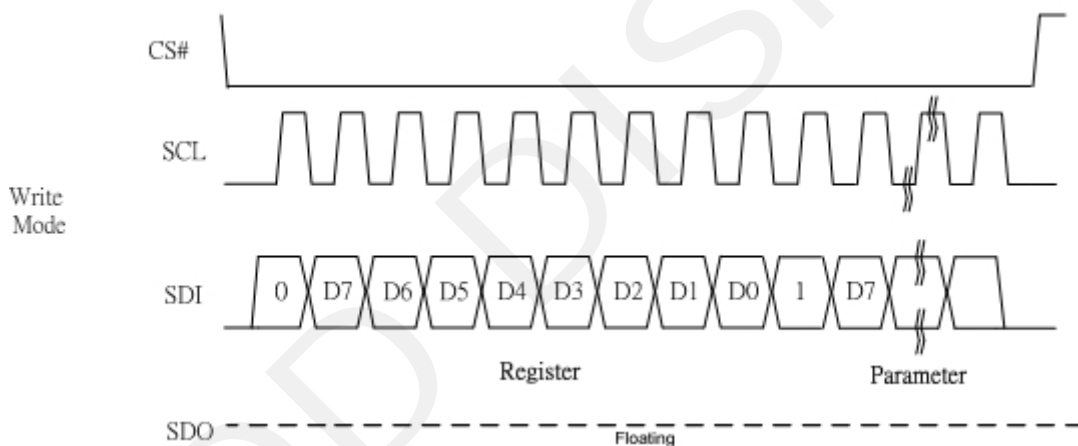 CS#
SCL
Write
Mode
SDI 0 D7 D6 D5 D4 D3 D2 D1 D0 1 D7
Register Parameter
SDO Floating